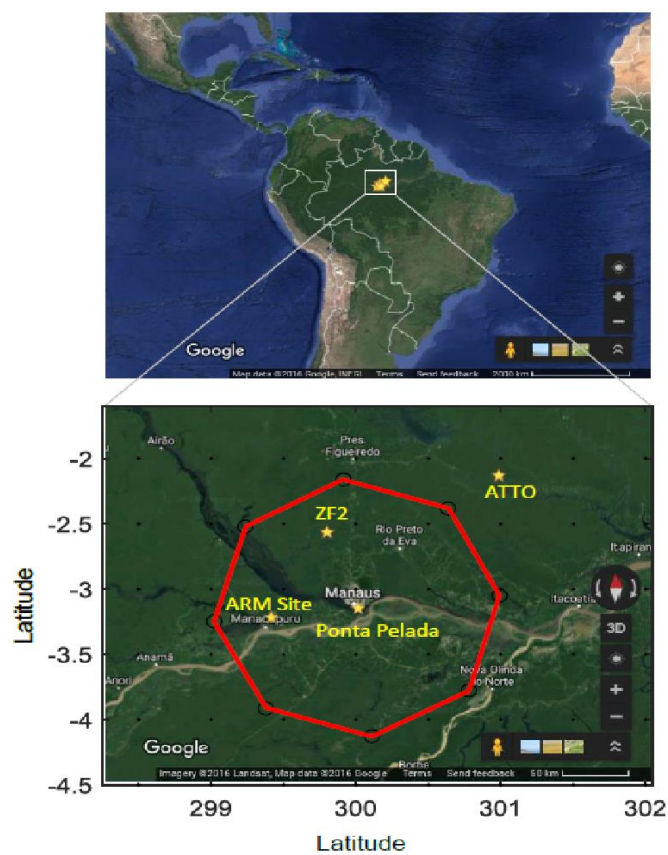 Google
Map data ©2016 Google, INEGI Terms Send feedback 2000 km
Airão
Pres.
Figueiredo
-2
ATTO
ZF2
-2.5
Rio Preto
da Eva
Itapiran
-3
Manaus
Itacoatia
ARM Site
Manacapuru
Ponta Pelada
3D
Latitude
-3.5
Anamã
Nova Olinda
do Norte
Anori
-4
Google
Borba
Imagery ©2016 Landsat, Map data ©2016 Google Terms Send feedback 50 km
-4.5
299 300 301 302
Latitude